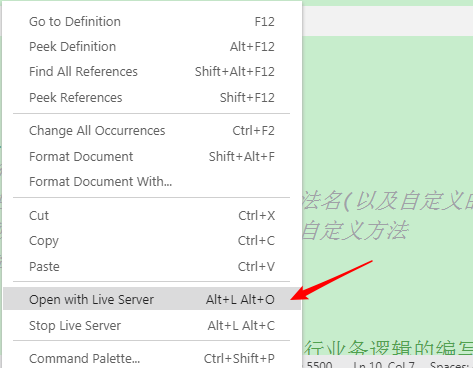 Go to Definition F12
Peek Definition Alt+F12
Find All References Shift+Alt+F12
Peek References Shift+F12
Change All Occurrences Ctrl+F2
Format Document Shift+Alt+F
Format Document With...
法名(以及自定义的
Cut Ctrl+X
自定义方法
Copy Ctrl+C
Paste Ctrl+V
Open with Live Server Alt+L Alt+O
Stop Live Server Alt+L Alt+C
行业务逻辑的编写
Command Palette... Ctrl+Shift+P
5500 Ln 10, Col 7 Spaces: